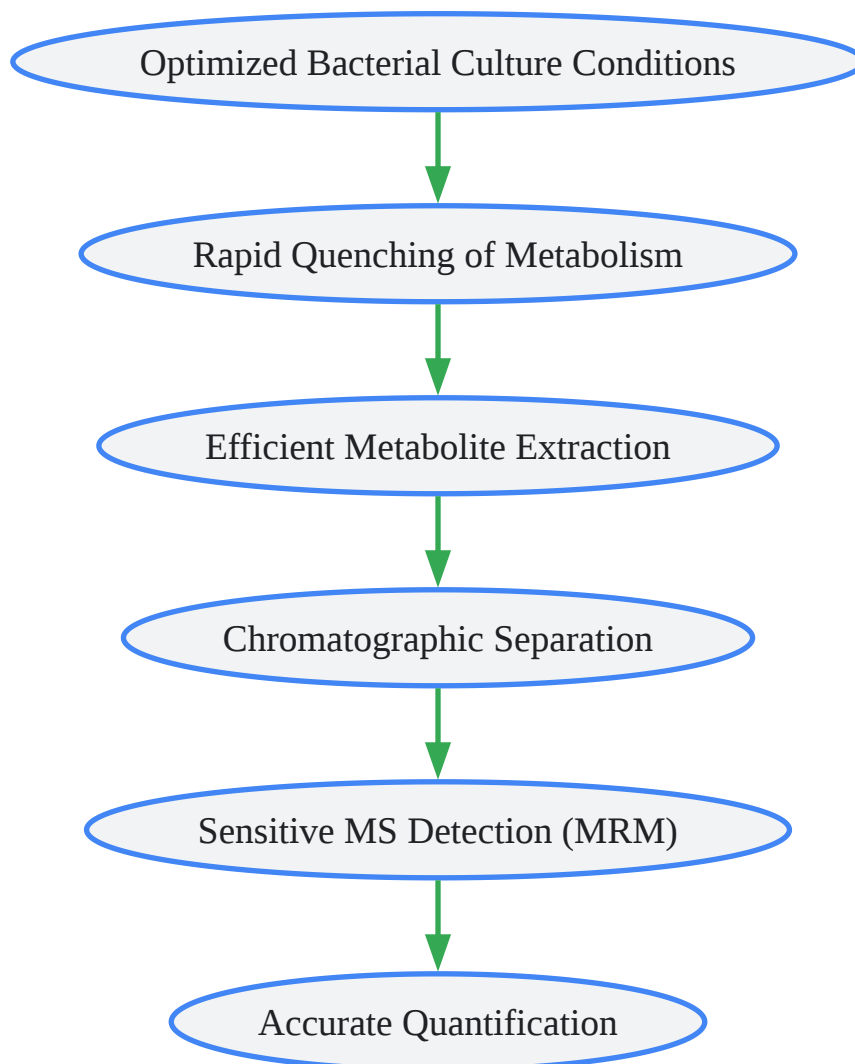 Optimized Bacterial Culture Conditions
Rapid Quenching of Metabolism
Efficient Metabolite Extraction
Chromatographic Separation
Sensitive MS Detection (MRM)
Accurate Quantification